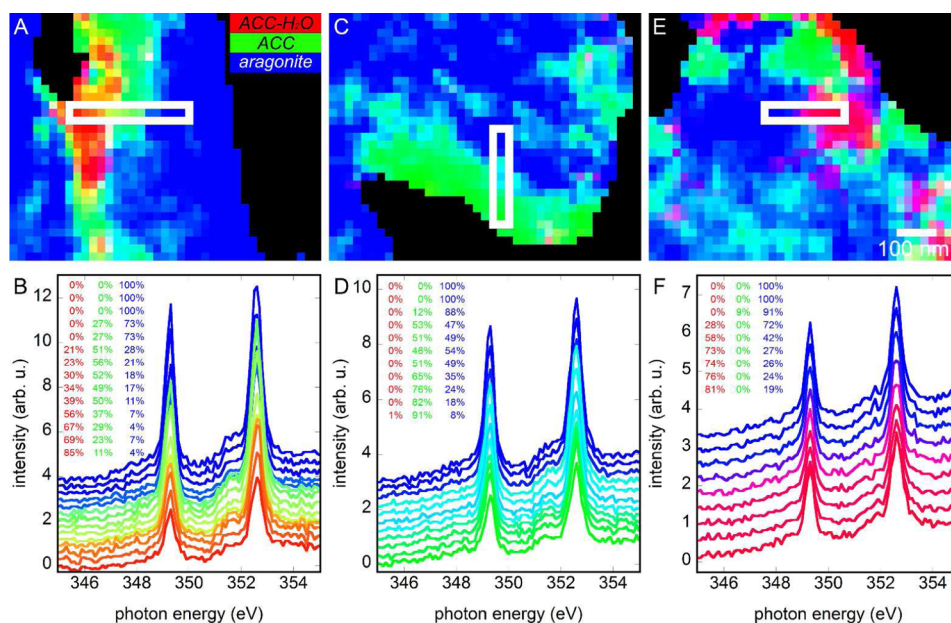 A
ACC-H₂O
ACC
aragonite
C
E
100 nm
B
0% 0% 100%
0% 0% 100%
0% 0% 100%
0% 27% 73%
0% 27% 73%
21% 51% 28%
23% 56% 21%
30% 52% 18%
34% 49% 17%
39% 50% 11%
56% 37% 7%
67% 29% 4%
69% 23% 7%
85% 11% 4%
12
10
8
6
4
2
0
intensity (arb. u.)
346 348 350 352 354
photon energy (eV)
D
0% 0% 100%
0% 0% 100%
0% 12% 88%
0% 53% 47%
0% 51% 49%
0% 46% 54%
0% 51% 49%
0% 65% 35%
0% 76% 24%
0% 82% 18%
1% 91% 8%
10
8
6
4
2
0
intensity (arb. u.)
346 348 350 352 354
photon energy (eV)
F
0% 0% 100%
0% 0% 100%
0% 9% 91%
28% 0% 72%
58% 0% 42%
73% 0% 27%
74% 0% 26%
76% 0% 24%
81% 0% 19%
7
6
5
4
3
2
1
0
intensity (arb. u.)
346 348 350 352 354
photon energy (eV)